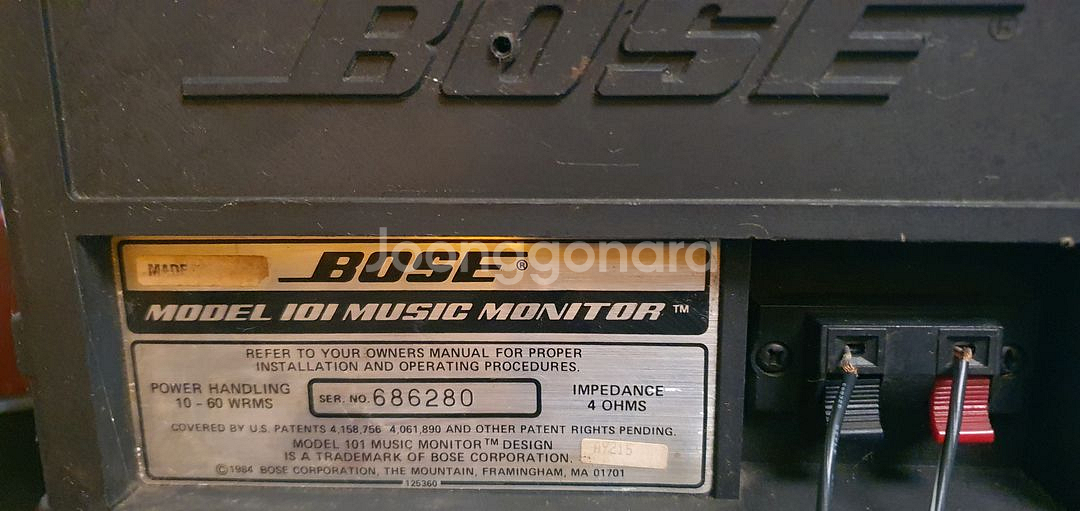 BOSE®
Joonggonara
MADE
BOSE®
MODEL 101 MUSIC MONITOR™
REFER TO YOUR OWNERS MANUAL FOR PROPER
INSTALLATION AND OPERATING PROCEDURES.
POWER HANDLING
10 - 60 WRMS
SER. NO. 686280
IMPEDANCE
4 OHMS
COVERED BY U.S. PATENTS 4,158,756 4,061,890 AND OTHER PATENT RIGHTS PENDING.
MODEL 101 MUSIC MONITOR™ DESIGN
IS A TRADEMARK OF BOSE CORPORATION.
©1984 BOSE CORPORATION, THE MOUNTAIN, FRAMINGHAM, MA 01701
125360